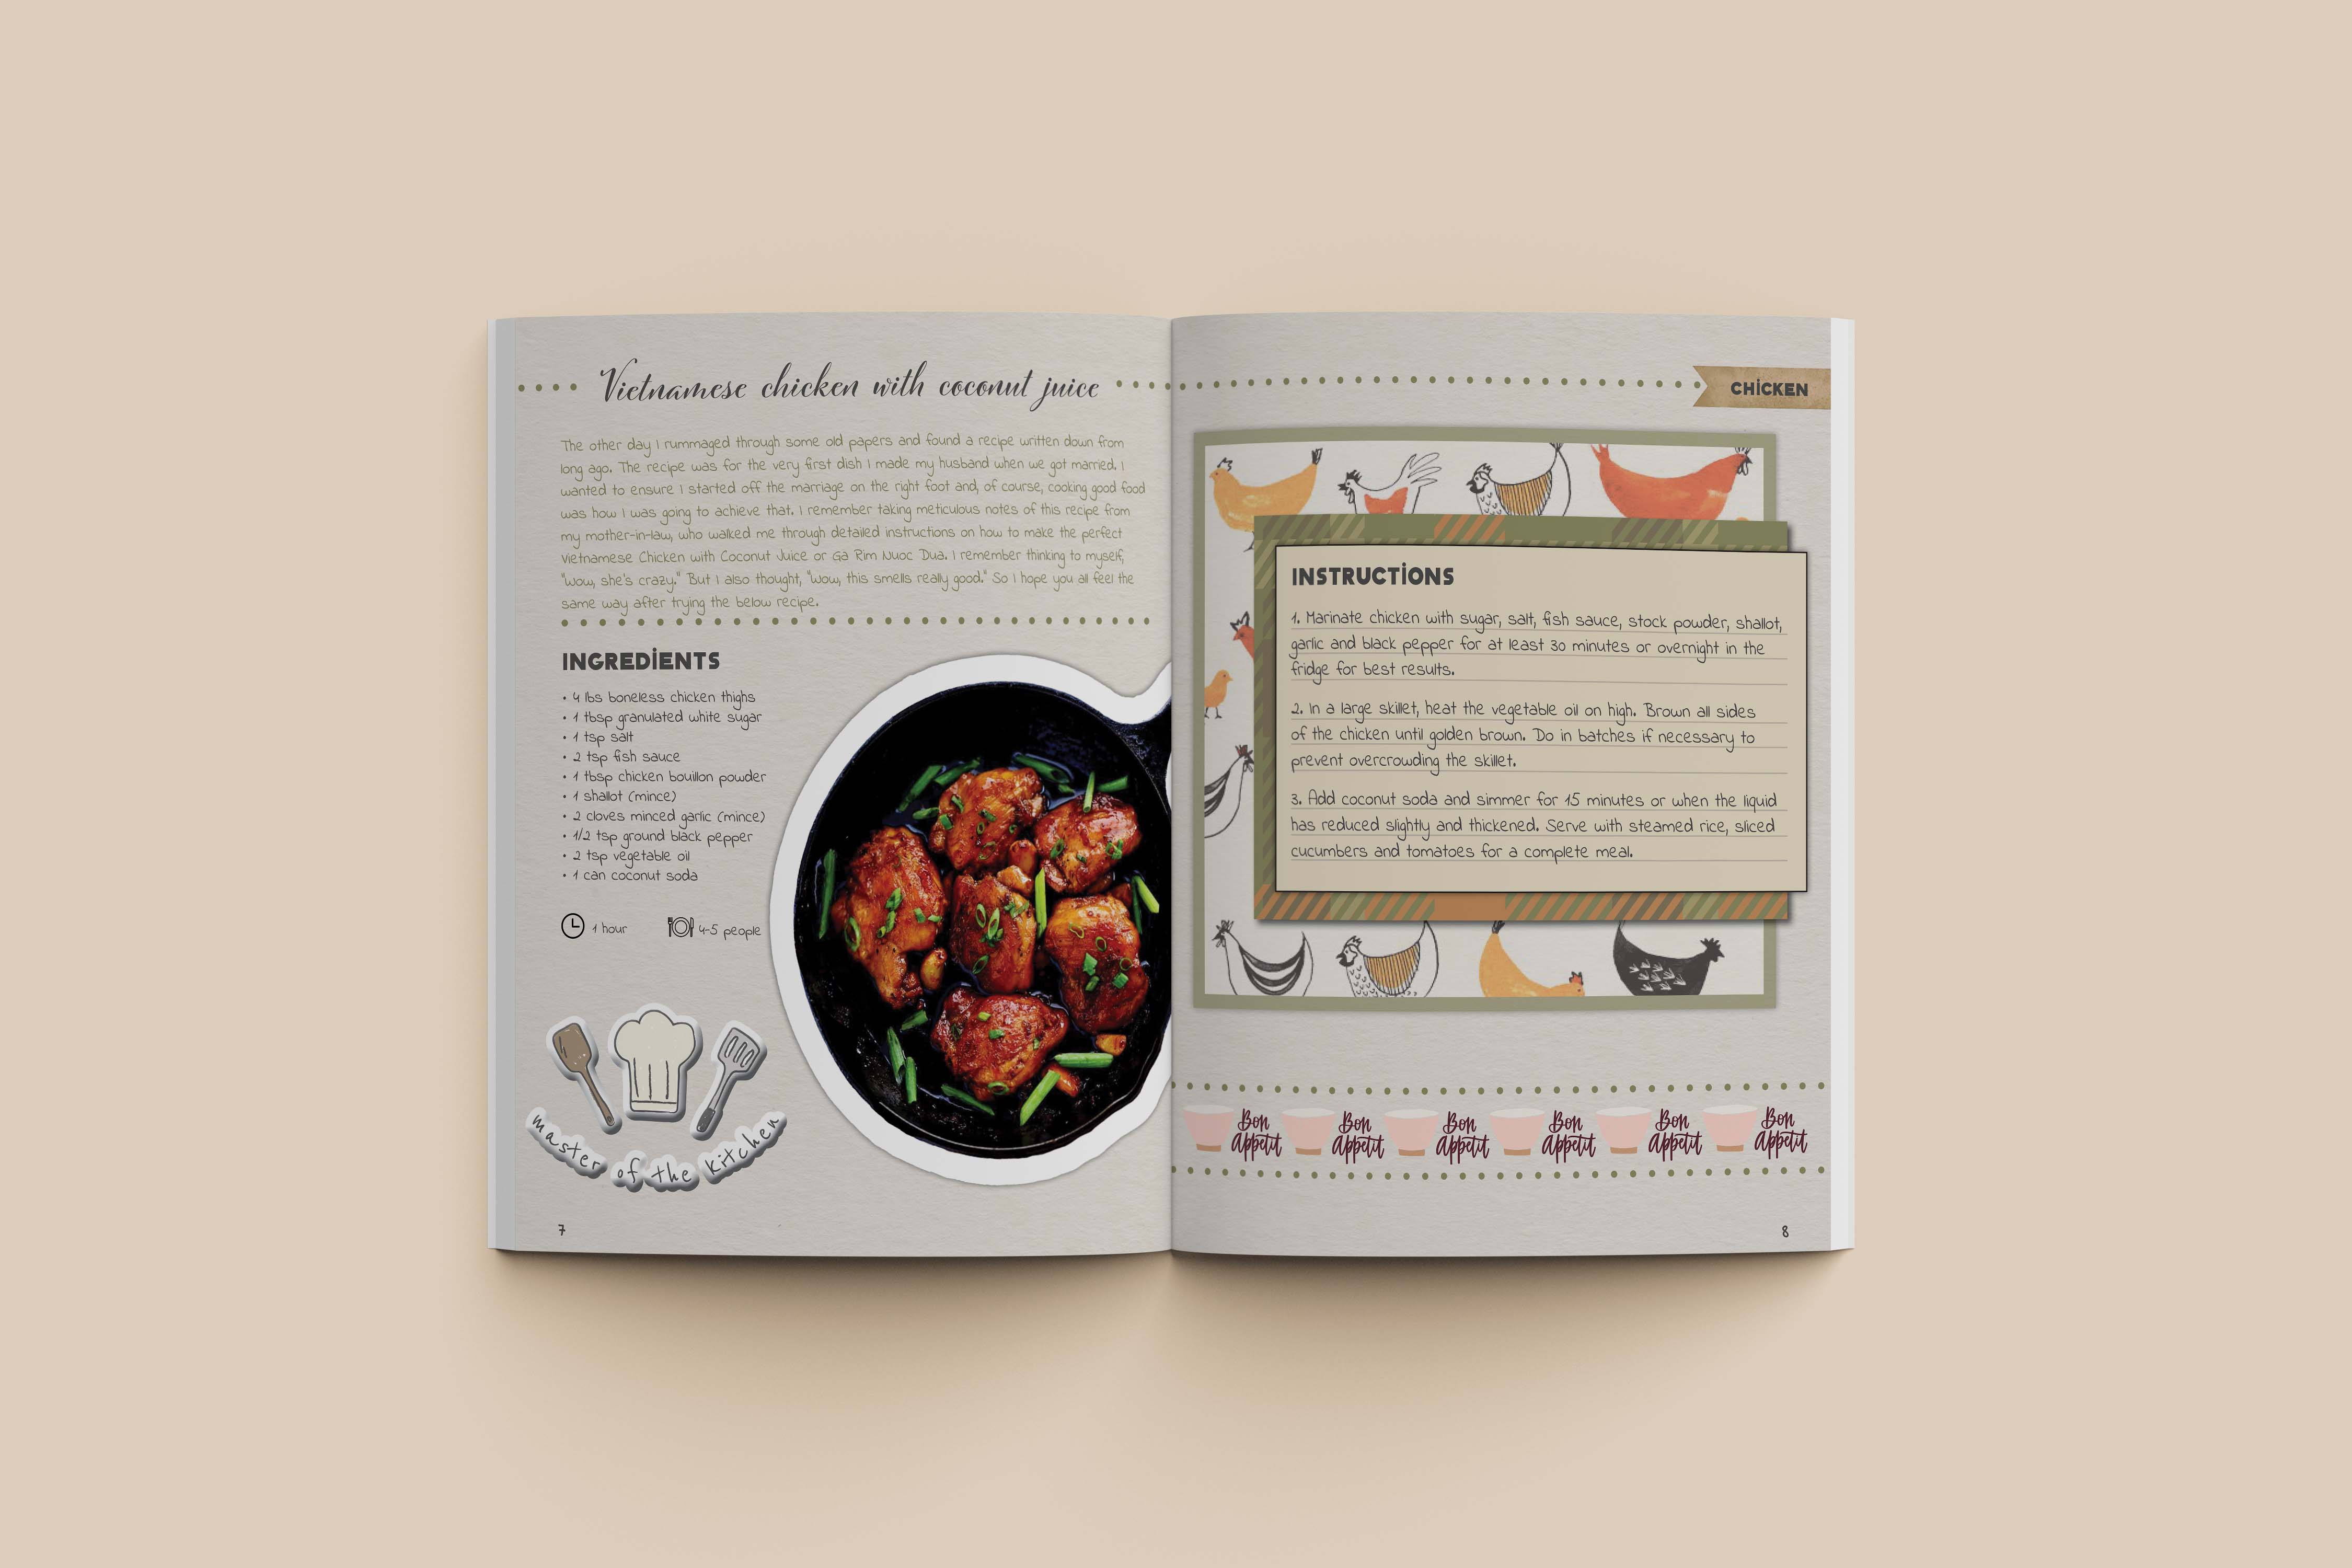 Vietnamese chicken with coconut juice
The other day I rummaged through some old papers and found a recipe written down from
long ago. The recipe was for the very first dish I made my husband when we got married. I
wanted to ensure I started off the marriage on the right foot and, of course, cooking good food
was how I was going to achieve that. I remember taking meticulous notes of this recipe from
my mother-in-law, who walked me through detailed instructions on how to make the perfect
Vietnamese Chicken with Coconut Juice or Ga Rim Nuoc Dua. I remember thinking to myself,
"Wow, she's crazy." But I also thought, "Wow, this smells really good." So I hope you all feel the
same way after trying the below recipe.
INGREDIENTS
• 4 lbs boneless chicken thighs
• 1 tbsp granulated white sugar
• 1 tsp salt
• 2 tsp fish sauce
• 1 tbsp chicken bouillon powder
• 1 shallot (mince)
• 2 cloves minced garlic (mince)
• 1/2 tsp ground black pepper
• 2 tsp vegetable oil
• 1 can coconut soda
1 hour 4-5 people
master of the kitchen
7
CHICKEN
INSTRUCTIONS
1. Marinate chicken with sugar, salt, fish sauce, stock powder, shallot,
garlic and black pepper for at least 30 minutes or overnight in the
fridge for best results.
2. In a large skillet, heat the vegetable oil on high. Brown all sides
of the chicken until golden brown. Do in batches if necessary to
prevent overcrowding the skillet.
3. Add coconut soda and simmer for 15 minutes or when the liquid
has reduced slightly and thickened. Serve with steamed rice, sliced
cucumbers and tomatoes for a complete meal.
Bon Bon Bon Bon Bon Bon
Appetit Appetit Appetit Appetit Appetit Appetit
8